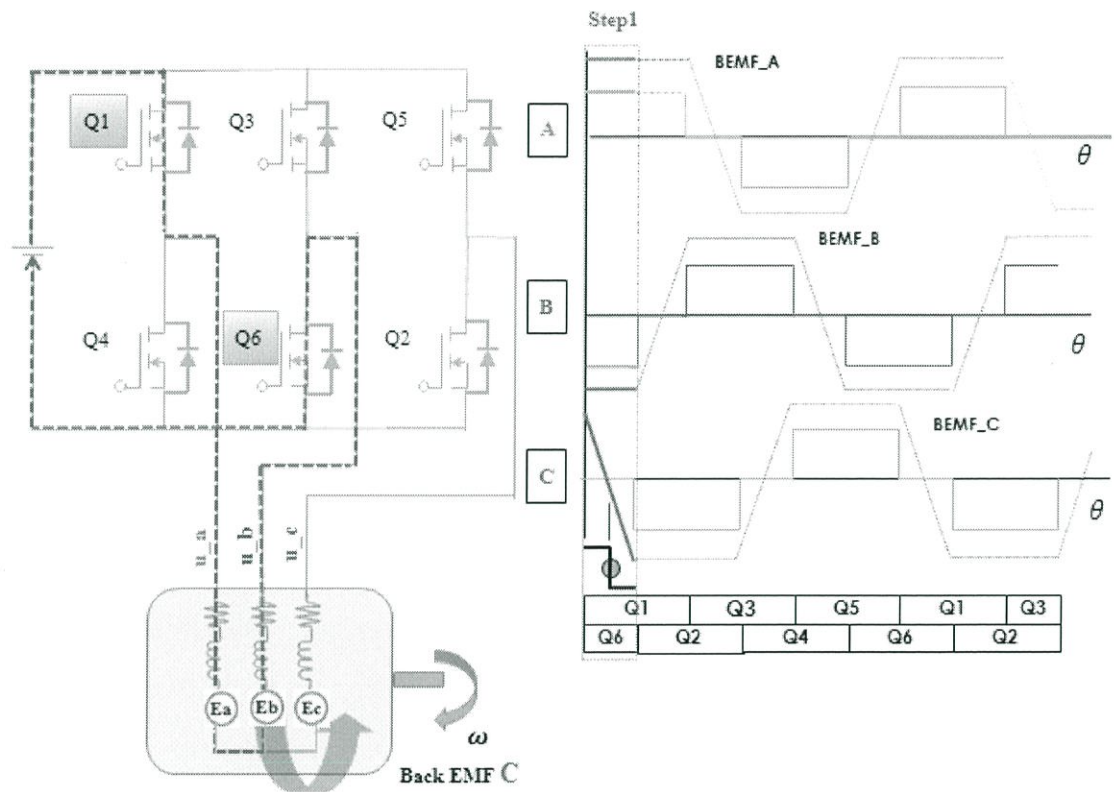 Step1
Q1
Q3
Q5
Q4
Q6
Q2
u_a
u_b
u_c
Ea
Eb
Ec
ω
Back EMF C
A
BEMF_A
θ
B
BEMF_B
θ
C
BEMF_C
θ
Q1 Q3 Q5 Q1 Q3
Q6 Q2 Q4 Q6 Q2